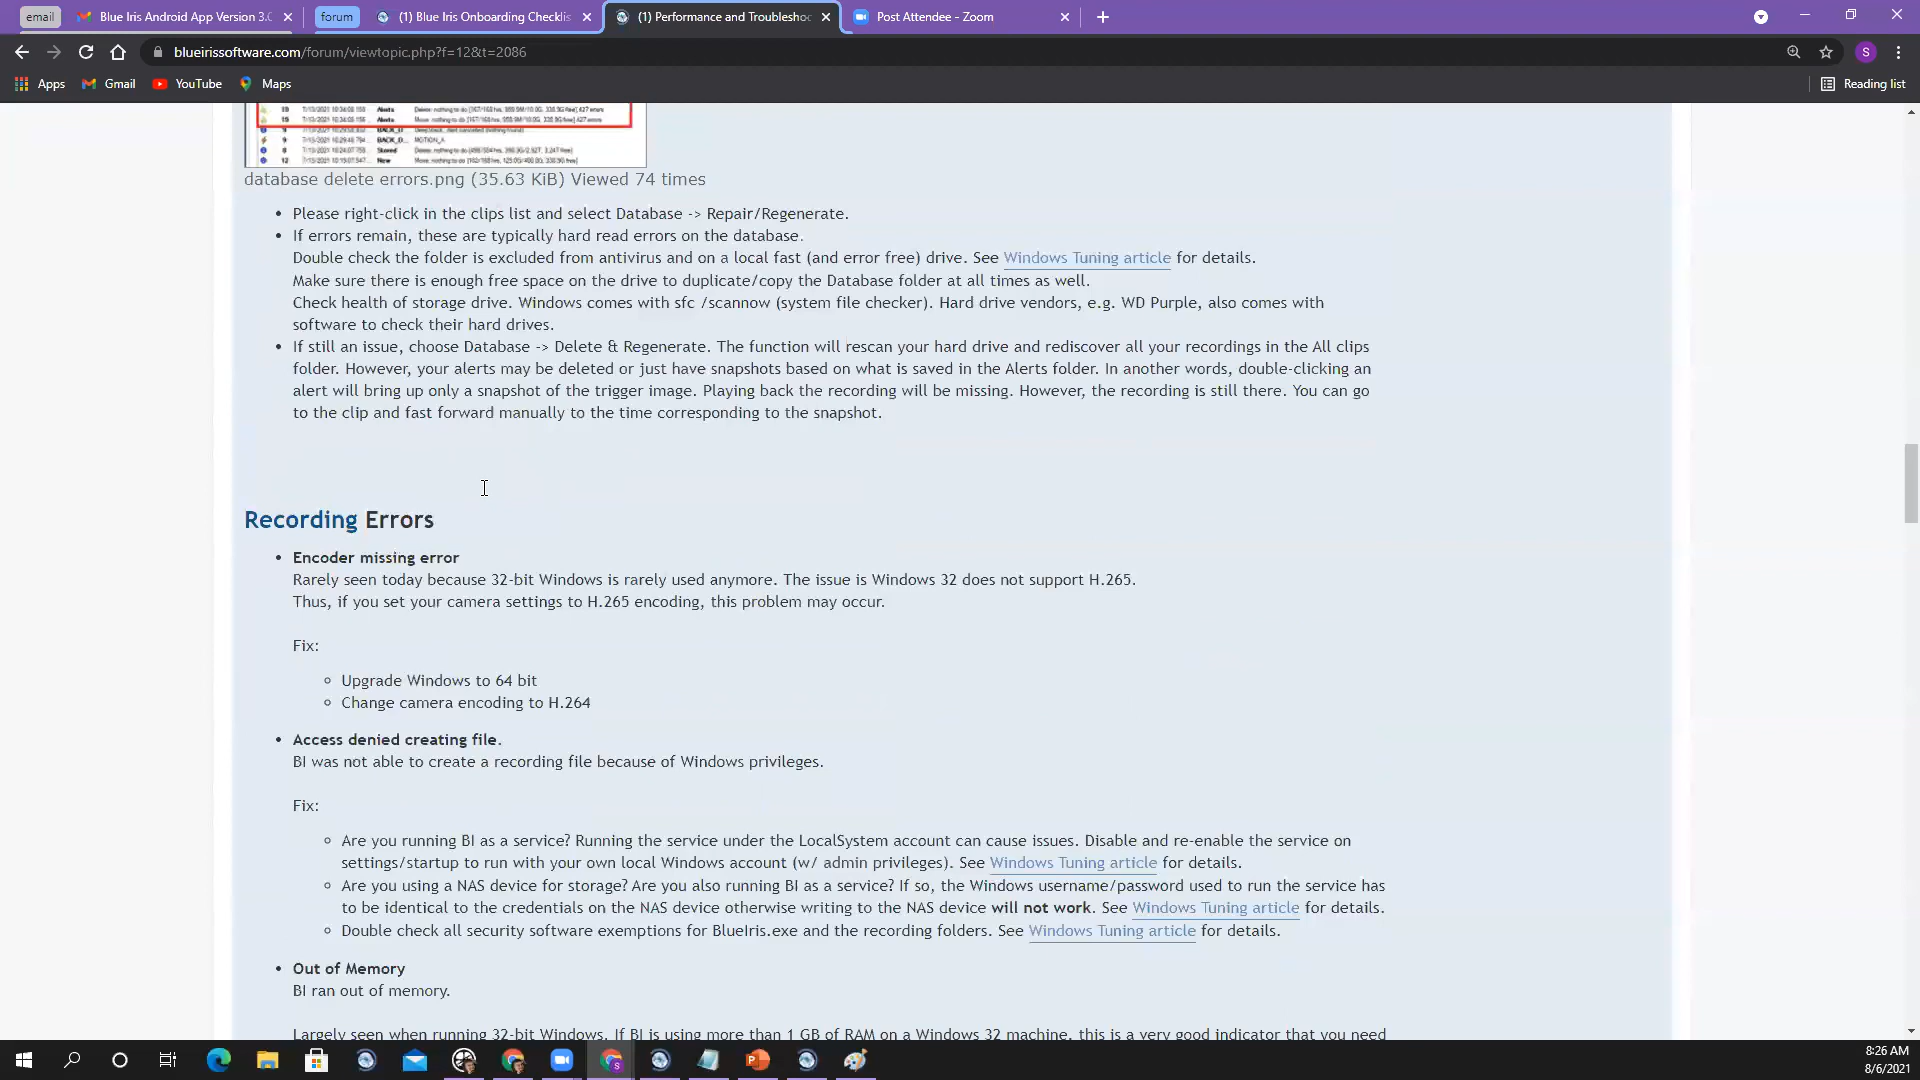 email
Blue Iris Android App Version 3.0
forum
(1) Blue Iris Onboarding Checklis
(1) Performance and Troubleshoo
Post Attendee - Zoom
blueirissoftware.com/forum/viewtopic.php?f=12&t=2086
S
Apps
Gmail
YouTube
Maps
Reading list
database delete errors.png (35.63 KiB) Viewed 74 times
• Please right-click in the clips list and select Database -> Repair/Regenerate.
• If errors remain, these are typically hard read errors on the database.
Double check the folder is excluded from antivirus and on a local fast (and error free) drive. See Windows Tuning article for details.
Make sure there is enough free space on the drive to duplicate/copy the Database folder at all times as well.
Check health of storage drive. Windows comes with sfc /scannow (system file checker). Hard drive vendors, e.g. WD Purple, also comes with
software to check their hard drives.
• If still an issue, choose Database -> Delete & Regenerate. The function will rescan your hard drive and rediscover all your recordings in the All clips
folder. However, your alerts may be deleted or just have snapshots based on what is saved in the Alerts folder. In another words, double-clicking an
alert will bring up only a snapshot of the trigger image. Playing back the recording will be missing. However, the recording is still there. You can go
to the clip and fast forward manually to the time corresponding to the snapshot.
Recording Errors
• Encoder missing error
Rarely seen today because 32-bit Windows is rarely used anymore. The issue is Windows 32 does not support H.265.
Thus, if you set your camera settings to H.265 encoding, this problem may occur.
Fix:
◦ Upgrade Windows to 64 bit
◦ Change camera encoding to H.264
• Access denied creating file.
BI was not able to create a recording file because of Windows privileges.
Fix:
◦ Are you running BI as a service? Running the service under the LocalSystem account can cause issues. Disable and re-enable the service on
settings/startup to run with your own local Windows account (w/ admin privileges). See Windows Tuning article for details.
◦ Are you using a NAS device for storage? Are you also running BI as a service? If so, the Windows username/password used to run the service has
to be identical to the credentials on the NAS device otherwise writing to the NAS device will not work. See Windows Tuning article for details.
◦ Double check all security software exemptions for BlueIris.exe and the recording folders. See Windows Tuning article for details.
• Out of Memory
BI ran out of memory.
Largely seen when running 32-bit Windows. If BI is using more than 1 GB of RAM on a Windows 32 machine, this is a very good indicator that you need
8:26 AM
8/6/2021